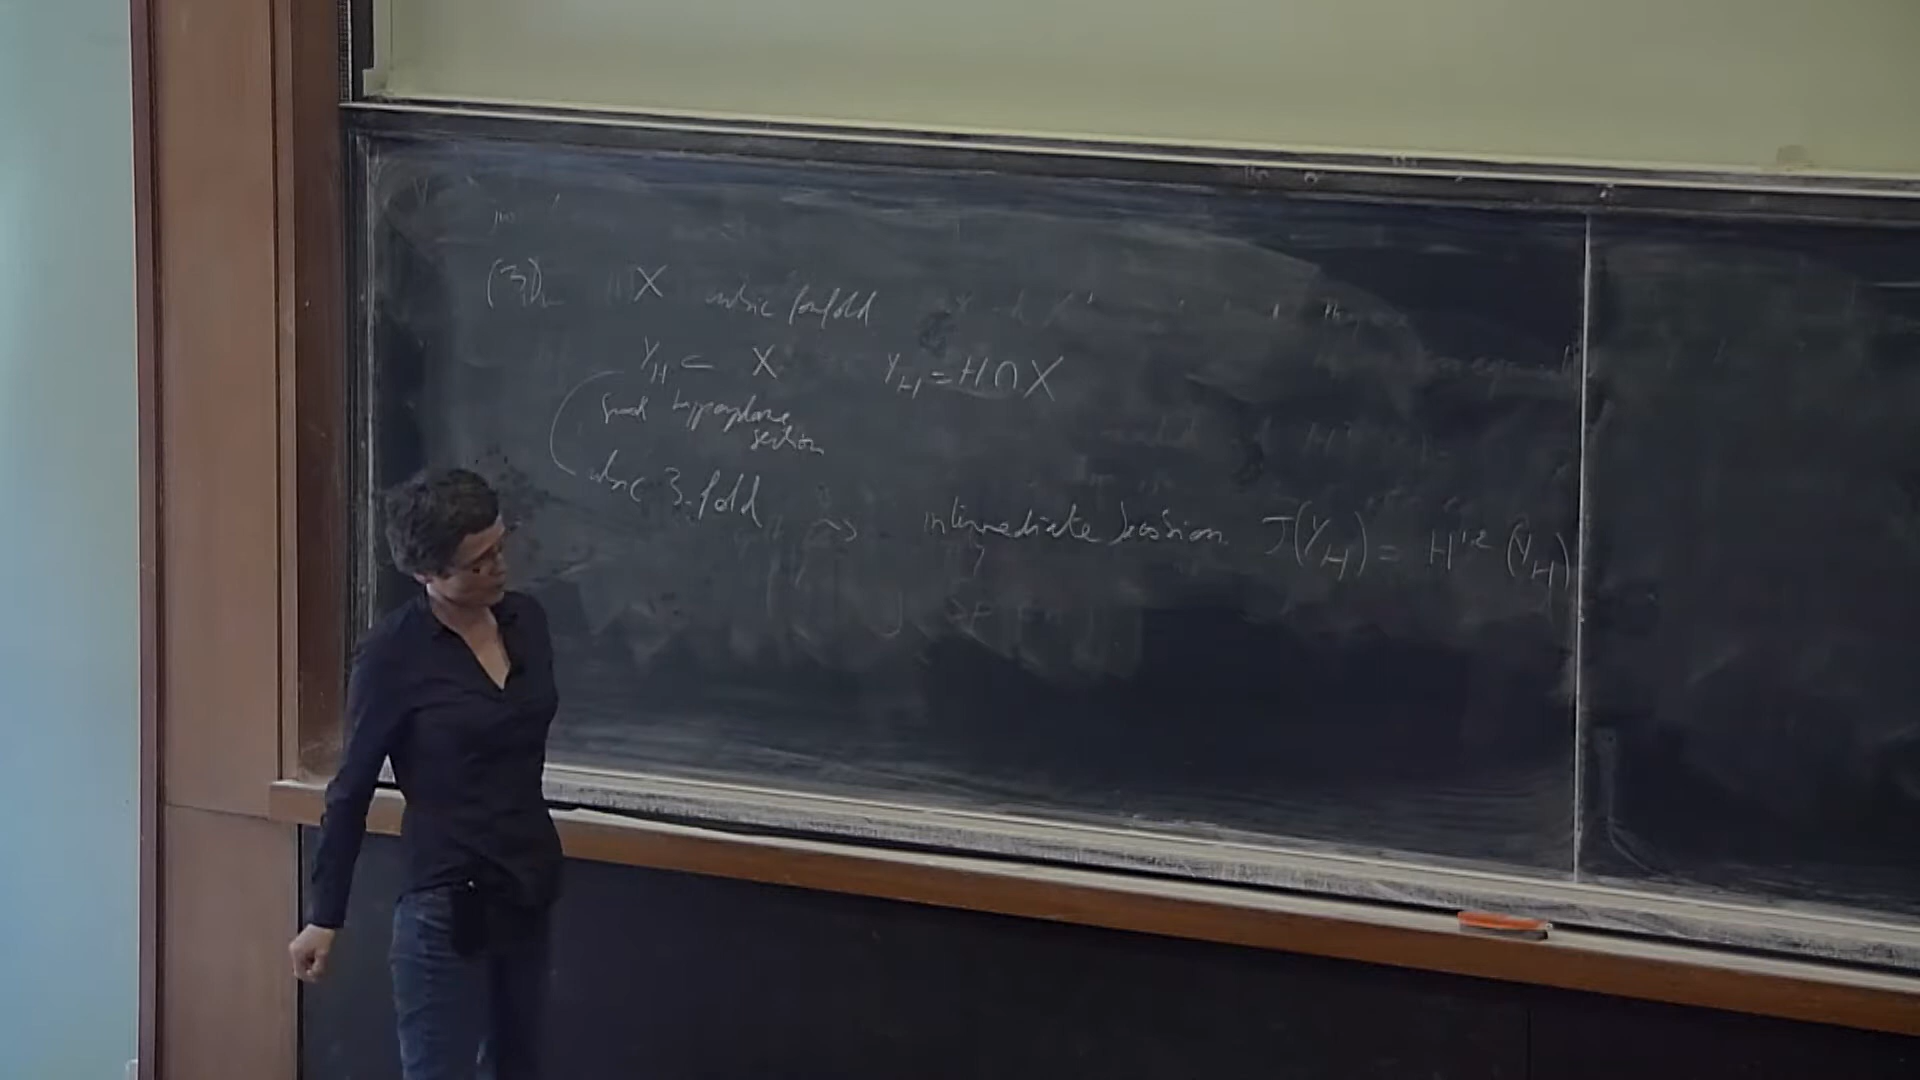 (3) X cubic fourfold
Y_H ⊂ X Y_H = H ∩ X
smooth hyperplane
section
cubic 3-fold ⇝ intermediate Jacobian J(Y_H) = H^{1,2}(Y_H)